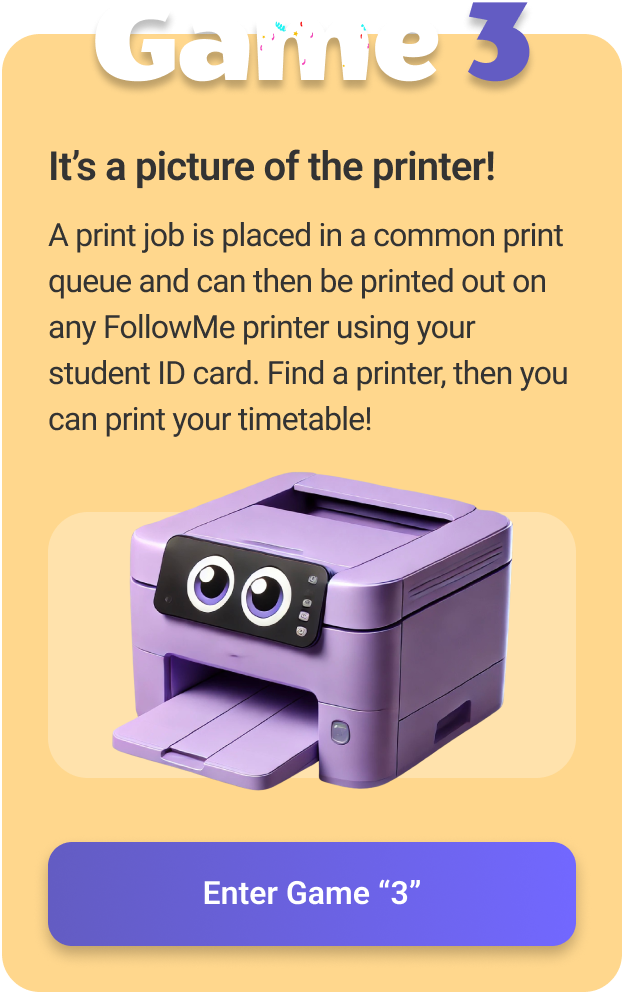 Game 3
It’s a picture of the printer!
A print job is placed in a common print
queue and can then be printed out on
any FollowMe printer using your
student ID card. Find a printer, then you
can print your timetable!
Enter Game “3”